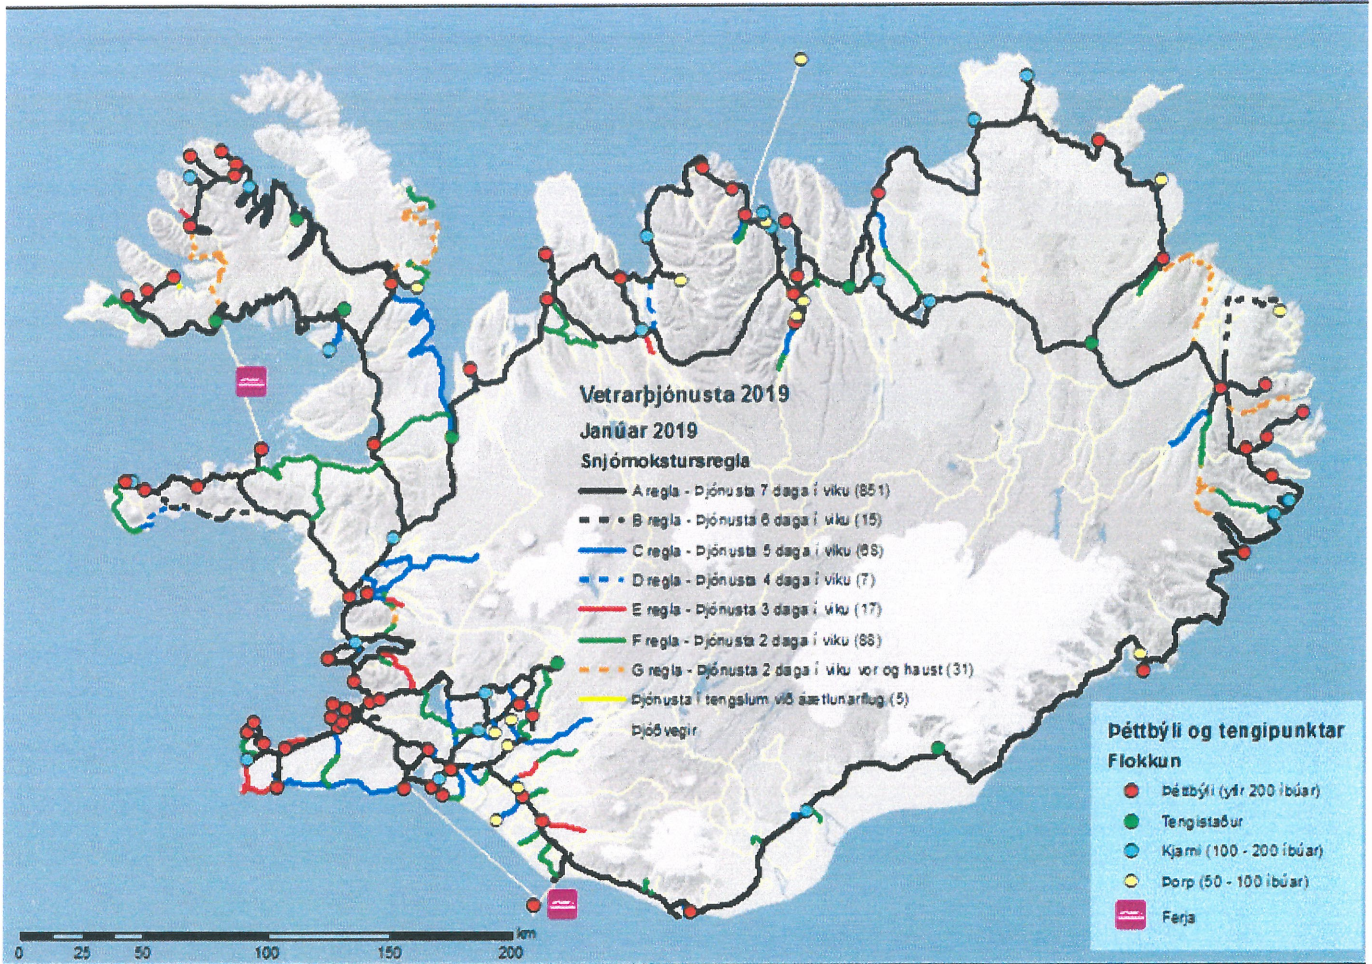 Vetrarþjónusta 2019
Janúar 2019
Snjómokstursregla
A regla - Þjónusta 7 daga í viku (851)
B regla - Þjónusta 6 daga í viku (15)
C regla - Þjónusta 5 daga í viku (68)
D regla - Þjónusta 4 daga í viku (7)
E regla - Þjónusta 3 daga í viku (17)
F regla - Þjónusta 2 daga í viku (88)
G regla - Þjónusta 2 daga í viku vor og haust (31)
Þjónusta í tengslum við áætlunarflug (5)
Þjóðvegir
Þéttbýli og tengipunktar
Flokkun
Þéttbýli (yfir 200 íbúar)
Tengistaður
Kjarni (100 - 200 íbúar)
Þorp (50 - 100 íbúar)
Ferja
km
0 25 50 100 150 200